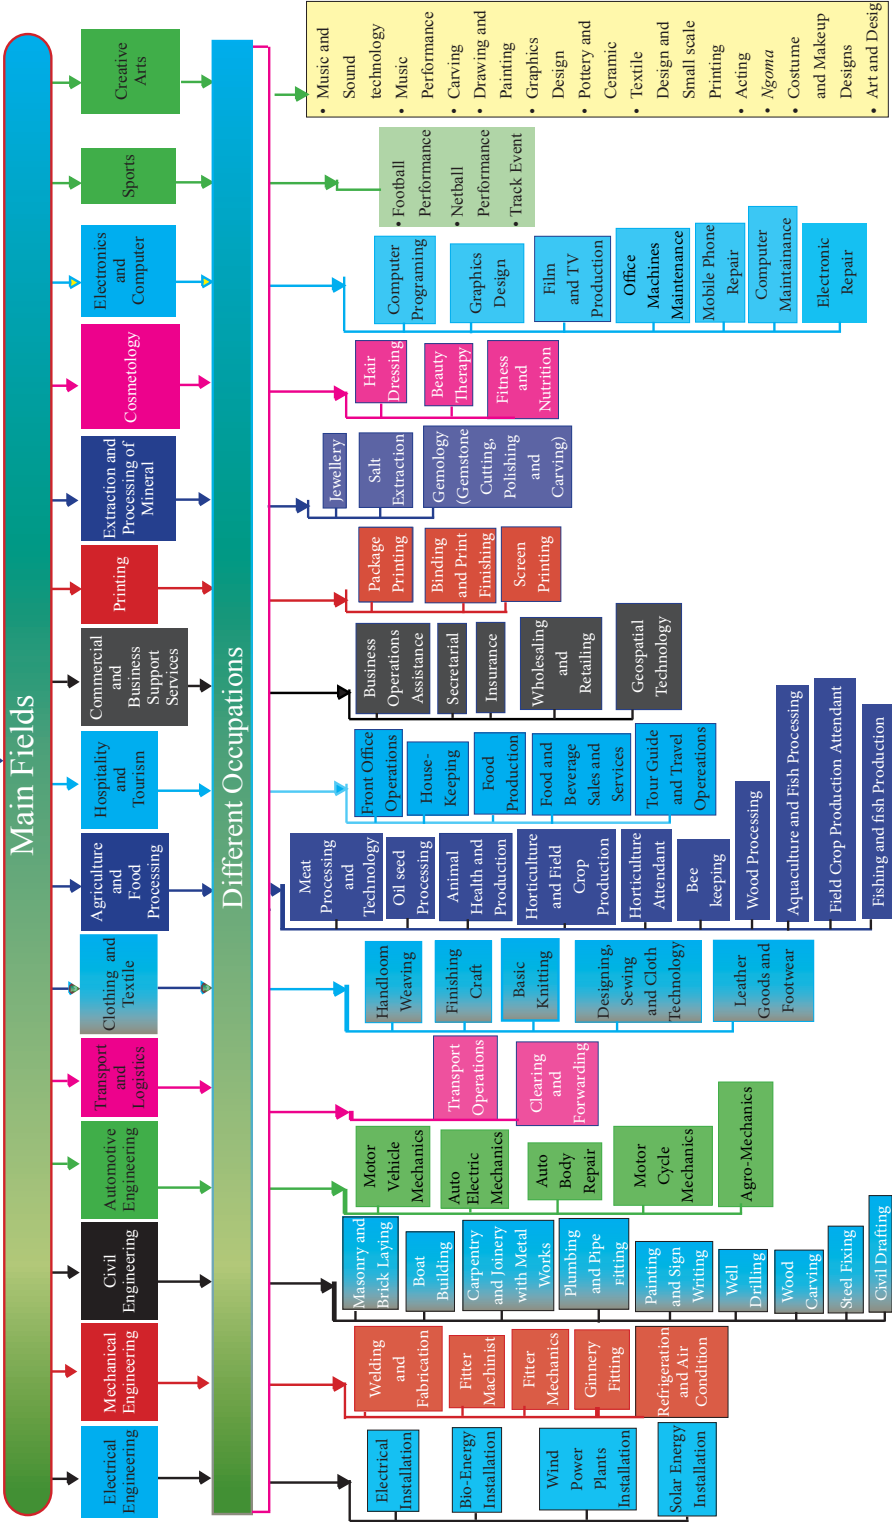 Main Fields
Electrical
Engineering
Mechanical
Engineering
Civil
Engineering
Automotive
Engineering
Transport
and
Logistics
Clothing and
Textile
Agriculture
and
Food
Processing
Hospitality
and
Tourism
Commercial
and
Business
Support
Services
Printing
Extraction and
Processing of
Mineral
Cosmetology
Electronics
and
Computer
Sports
Creative
Arts
Different Occupations
Electrical
Installation
Bio-Energy
Installation
Wind
Power
Plants
Installation
Solar Energy
Installation
Welding
and
Fabrication
Fitter
Machinist
Fitter
Mechanics
Ginnery
Fitting
Refrigeration
and Air
Condition
Masonry and
Brick Laying
Boat
Building
Carpentry
and Joinery
with Metal
Works
Plumbing
and Pipe
Fitting
Painting
and Sign
Writing
Well
Drilling
Wood
Carving
Steel Fixing
Civil Drafting
Motor
Vehicle
Mechanics
Auto
Electric
Mechanics
Auto
Body
Repair
Motor
Cycle
Mechanics
Agro-Mechanics
Transport
Operations
Clearing
and
Forwarding
Handloom
Weaving
Finishing
Craft
Basic
Knitting
Designing,
Sewing
and Cloth
Technology
Leather
Goods and
Footwear
Meat
Processing
and
Technology
Oil seed
Processing
Animal
Health and
Production
Horticulture
and Field
Crop
Production
Horticulture
Attendant
Bee
keeping
Wood Processing
Aquaculture and Fish Processing
Field Crop Production Attendant
Fishing and fish Production
Front Office
Operations
House-
Keeping
Food
Production
Food and
Beverage
Sales and
Services
Tour Guide
and Travel
Opereations
Business
Operations
Assistance
Secretarial
Insurance
Wholesaling
and
Retailing
Geospatial
Technology
Package
Printing
Binding
and Print
Finishing
Screen
Printing
Jewellery
Salt
Extraction
Gemology
(Gemstone
Cutting,
Polishing
and
Carving)
Hair
Dressing
Beauty
Therapy
Fitness
and
Nutrition
Computer
Programing
Graphics
Design
Film
and TV
Production
Office
Machines
Maintenance
Mobile Phone
Repair
Computer
Maintainance
Electronic
Repair
• Football
Performance
• Netball
Performance
• Track Event
• Music and
Sound
technology
• Music
Performance
• Carving
• Drawing and
Painting
• Graphics
Design
• Pottery and
Ceramic
• Textile
Design and
Small scale
Printing
• Acting
• Ngoma
• Costume
and Makeup
Designs
• Art and Desig